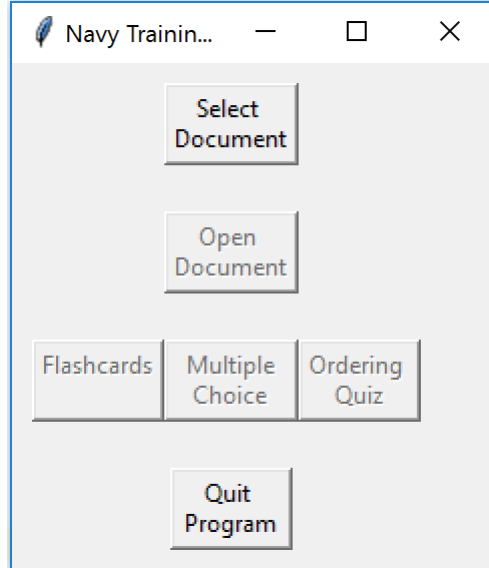 Navy Trainin...
Select
Document
Open
Document
Flashcards Multiple Ordering
Choice Quiz
Quit
Program